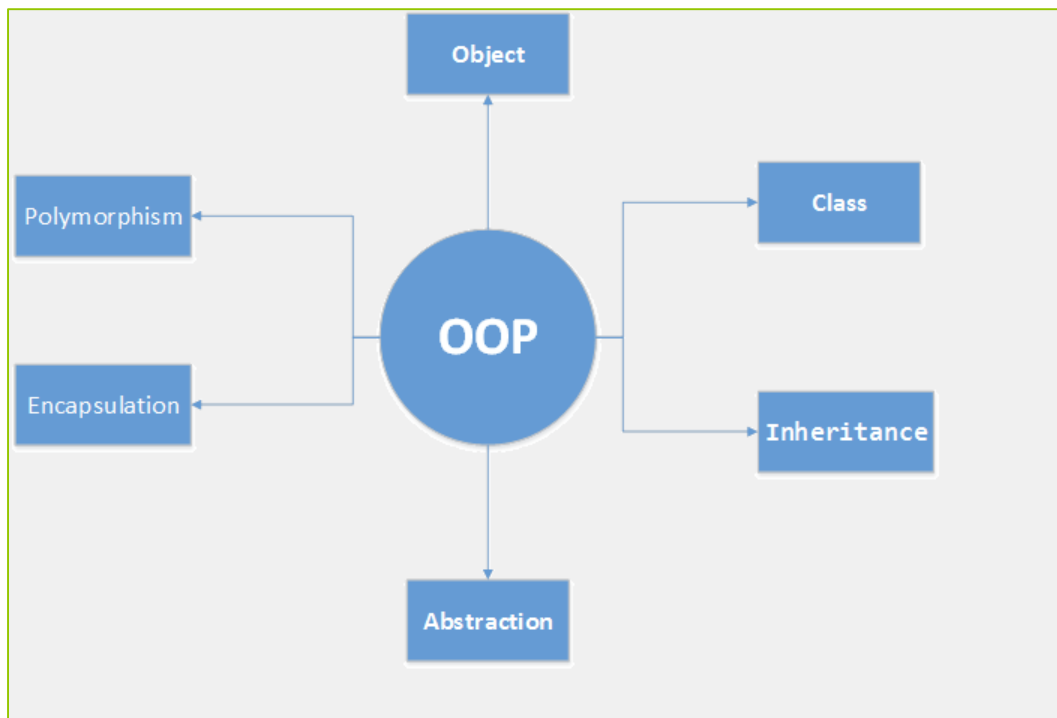 Object
Polymorphism
Class
OOP
Encapsulation
Inheritance
Abstraction